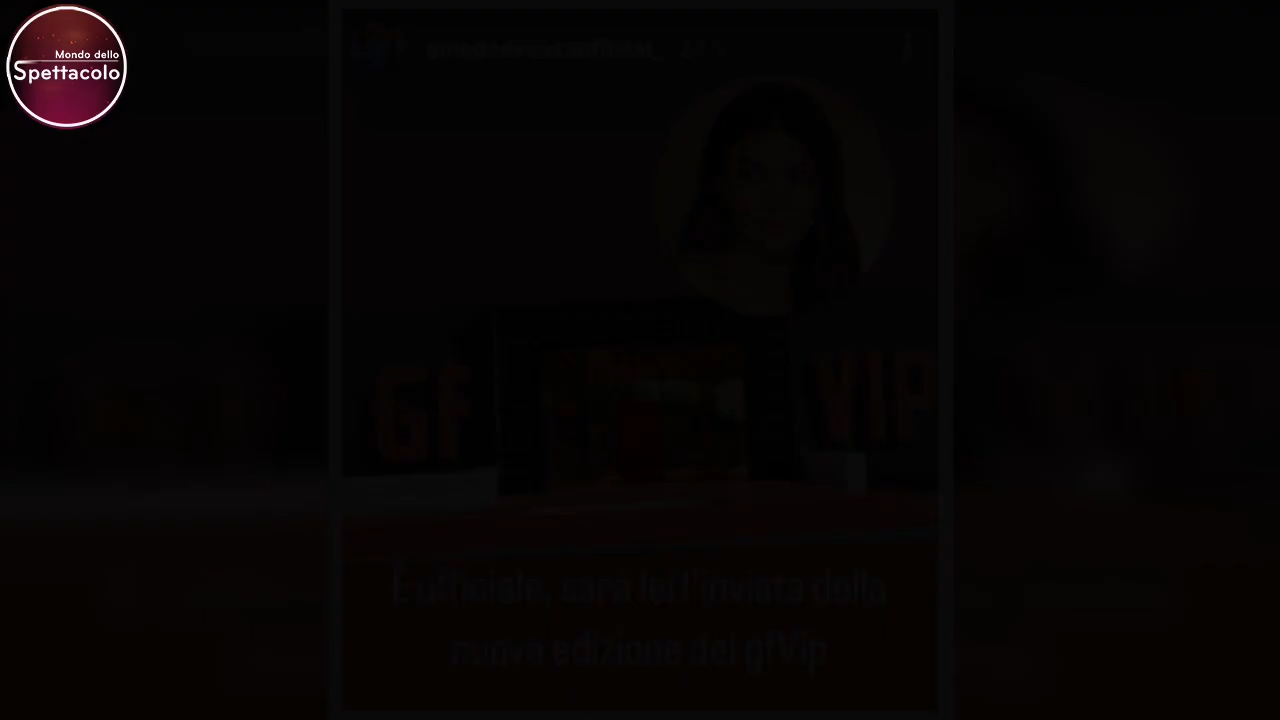 Mondo dello
Spettacolo
GF VIP
È ufficiale, sarà lei l'inviata della
nuova edizione del gfVip